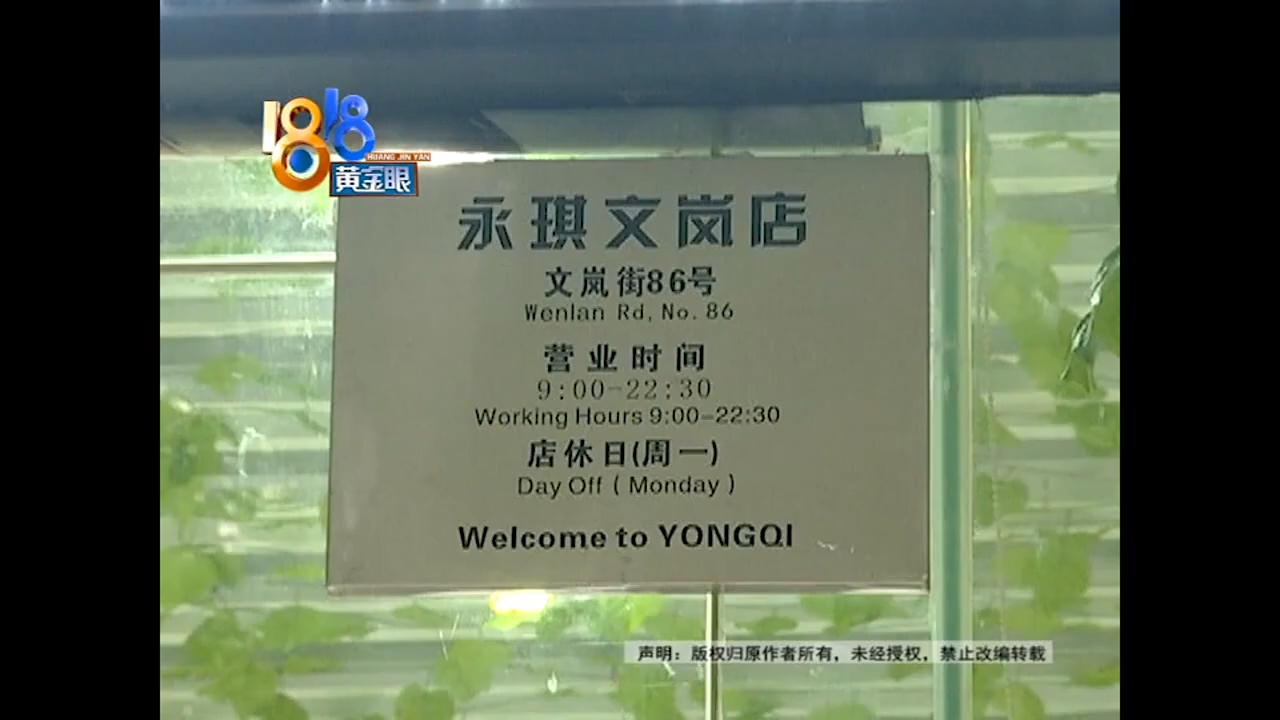 1818
HUANG JIN YAN
黄金眼
永琪文岚店
文岚街86号
Wenlan Rd, No. 86
营业时间
9:00-22:30
Working Hours 9:00-22:30
店休日(周一)
Day Off ( Monday )
Welcome to YONGQI
声明：版权归原作者所有，未经授权，禁止改编转载